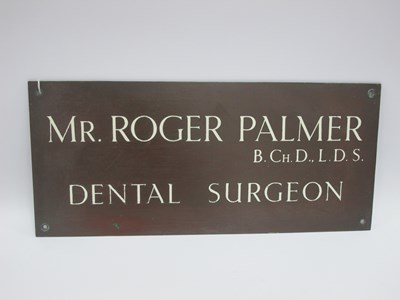 MR. ROGER PALMER
B. CH. D., L. D. S.
DENTAL SURGEON